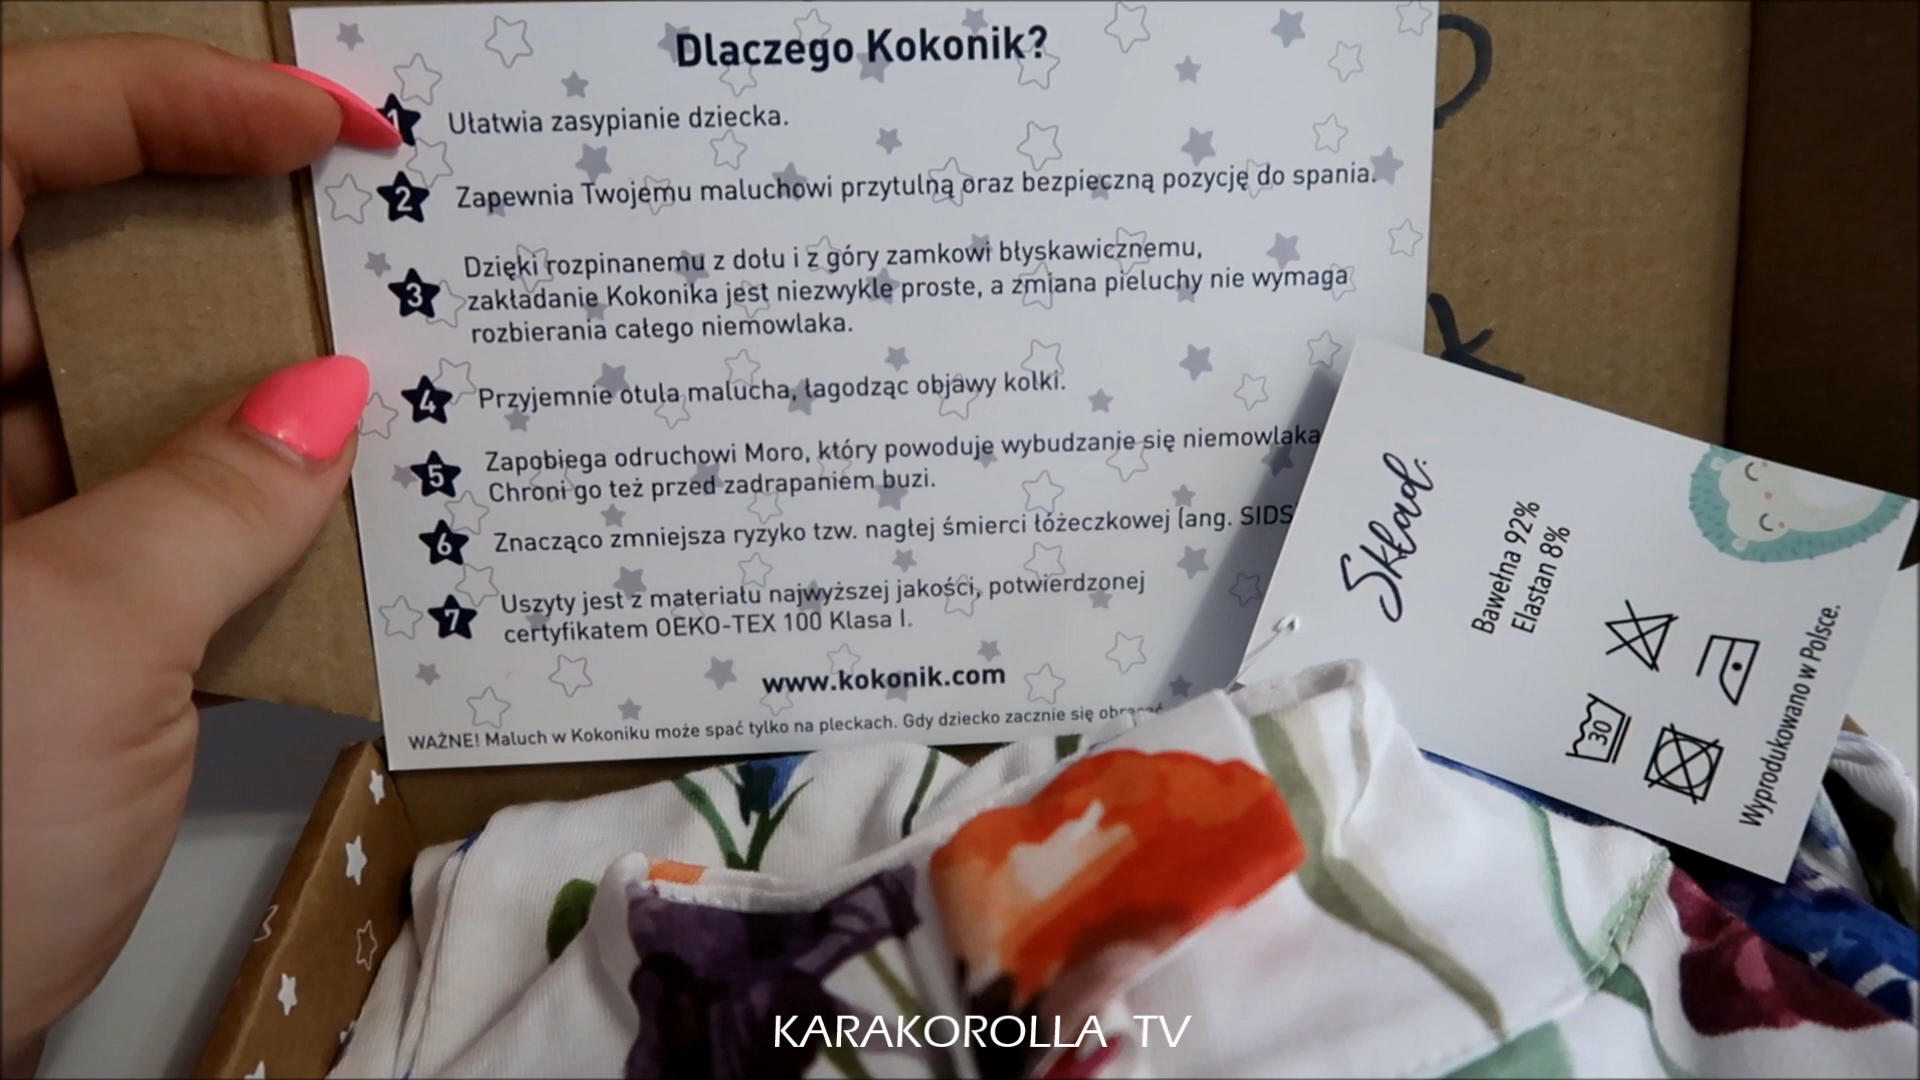 Dlaczego Kokonik?
1 Ułatwia zasypianie dziecka.
2 Zapewnia Twojemu maluchowi przytulną oraz bezpieczną pozycję do spania.
3 Dzięki rozpinanemu z dołu i z góry zamkowi błyskawicznemu,
zakładanie Kokonika jest niezwykle proste, a zmiana pieluchy nie wymaga
rozbierania całego niemowlaka.
4 Przyjemnie otula malucha, łagodząc objawy kolki.
5 Zapobiega odruchowi Moro, który powoduje wybudzanie się niemowlaka
Chroni go też przed zadrapaniem buzi.
6 Znacząco zmniejsza ryzyko tzw. nagłej śmierci łóżeczkowej (ang. SIDS
7 Uszyty jest z materiału najwyższej jakości, potwierdzonej
certyfikatem OEKO-TEX 100 Klasa I.
www.kokonik.com
WAŻNE! Maluch w Kokoniku może spać tylko na pleckach. Gdy dziecko zacznie się
Skład:
Bawełna 92%
Elastan 8%
30
Wyprodukowano w Polsce.
KARAKOROLLA TV